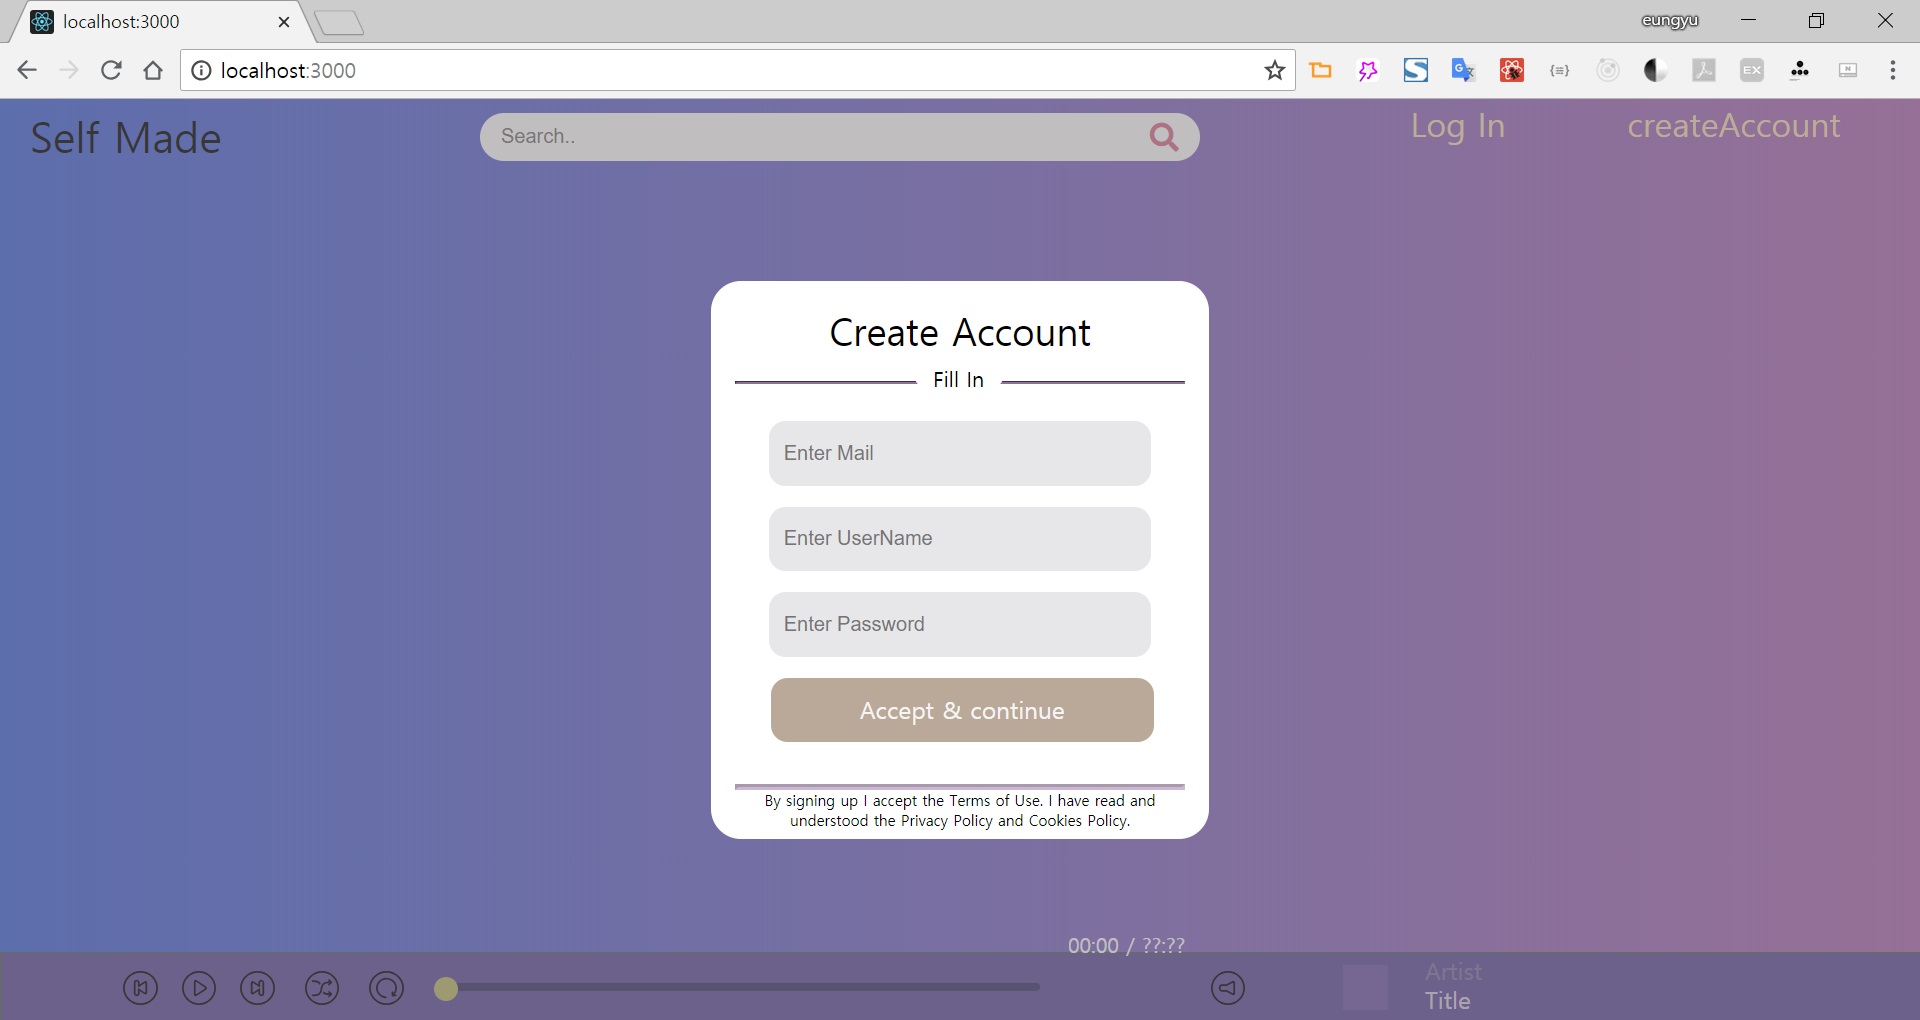 localhost:3000
eungyu
localhost:3000
EX
N
Self Made
Search..
Log In
createAccount
Create Account
Fill In
Enter Mail
Enter UserName
Enter Password
Accept & continue
By signing up I accept the Terms of Use. I have read and
understood the Privacy Policy and Cookies Policy.
00:00 / ??:??
Artist
Title